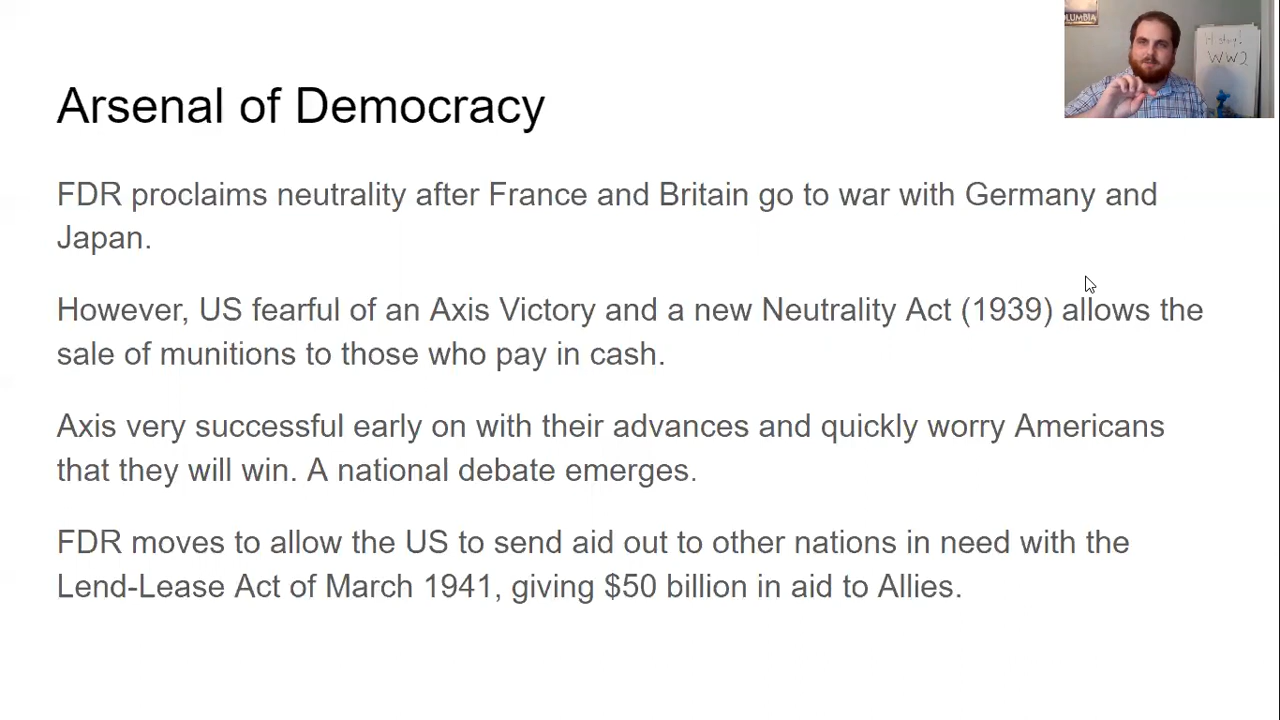 Arsenal of Democracy
FDR proclaims neutrality after France and Britain go to war with Germany and
Japan.
However, US fearful of an Axis Victory and a new Neutrality Act (1939) allows the
sale of munitions to those who pay in cash.
Axis very successful early on with their advances and quickly worry Americans
that they will win. A national debate emerges.
FDR moves to allow the US to send aid out to other nations in need with the
Lend-Lease Act of March 1941, giving $50 billion in aid to Allies.
WW2